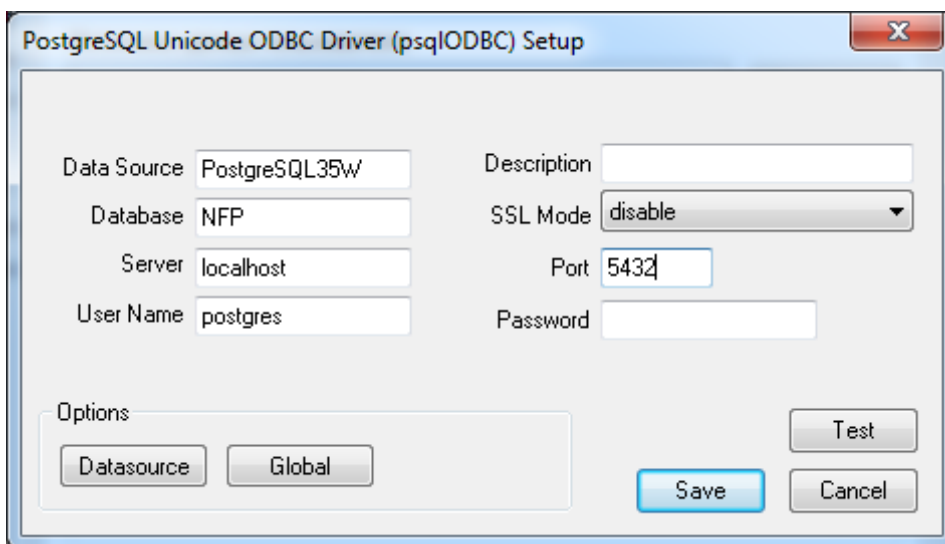 PostgreSQL Unicode ODBC Driver (psqlODBC) Setup
Data Source PostgreSQL35W
Description
Database NFP
SSL Mode disable
Server localhost
Port 5432
User Name postgres
Password
Options
Datasource
Global
Test
Save
Cancel